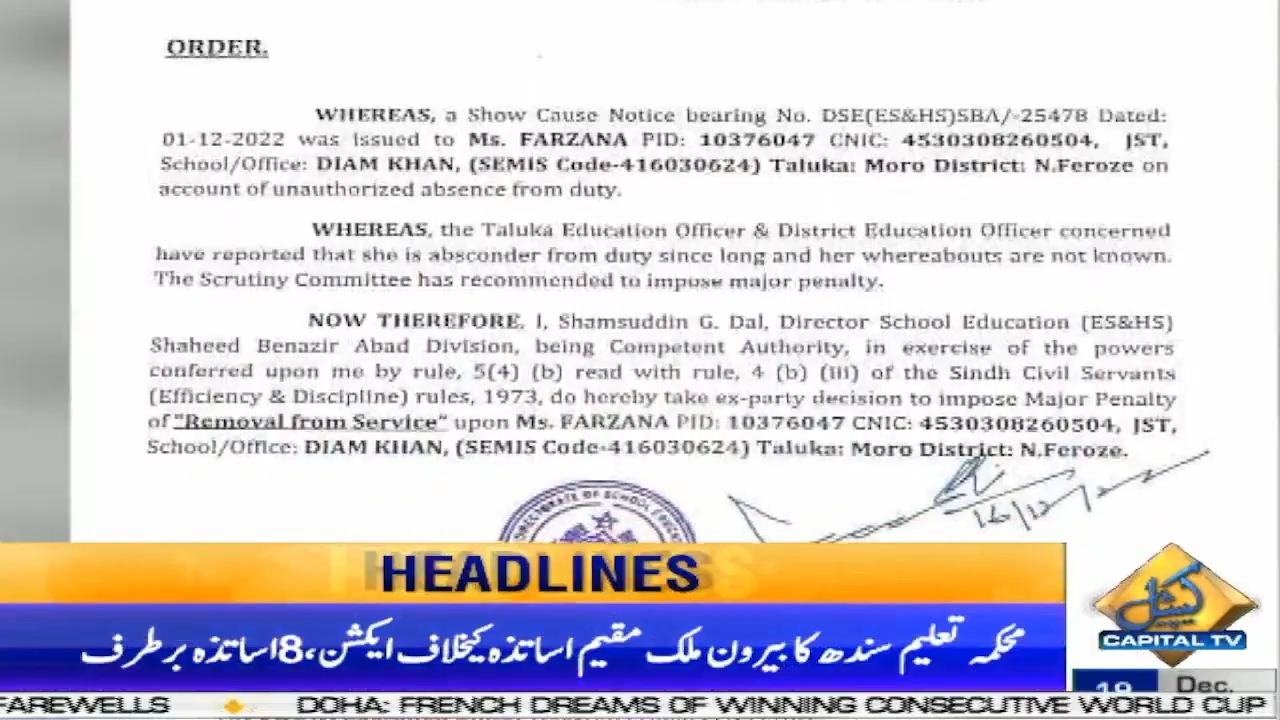 ORDER.
WHEREAS, a Show Cause Notice bearing No. DSE(ES&HS)SBA/-25478 Dated:
01-12-2022 was issued to Ms. FARZANA PID: 10376047 CNIC: 4530308260504, JST,
School/Office: DIAM KHAN, (SEMIS Code-416030624) Taluka: Moro District: N.Feroze on
account of unauthorized absence from duty.
WHEREAS, the Taluka Education Officer & District Education Officer concerned
have reported that she is absconder from duty since long and her whereabouts are not known.
The Scrutiny Committee has recommended to impose major penalty.
NOW THEREFORE, I, Shamsuddin G. Dal, Director School Education (ES&HS)
Shaheed Benazir Abad Division, being Competent Authority, in exercise of the powers
conferred upon me by rule, 5(4) (b) read with rule, 4 (b) (iii) of the Sindh Civil Servants
(Efficiency & Discipline) rules, 1973, do hereby take ex-party decision to impose Major Penalty
of "Removal from Service" upon Ms. FARZANA PID: 10376047 CNIC: 4530308260504, JST,
School/Office: DIAM KHAN, (SEMIS Code-416030624) Taluka: Moro District: N.Feroze.
16/12/22
DIRECTORATE OF SCHOOL
HEADLINES
محکمہ تعلیم سندھ کا بیرون ملک مقیم اساتذہ کیخلاف ایکشن، 8 اساتذہ برطرف
کیپیٹل
CAPITAL TV
Dec.
FAREWELLS
DOHA: FRENCH DREAMS OF WINNING CONSECUTIVE WORLD CUP